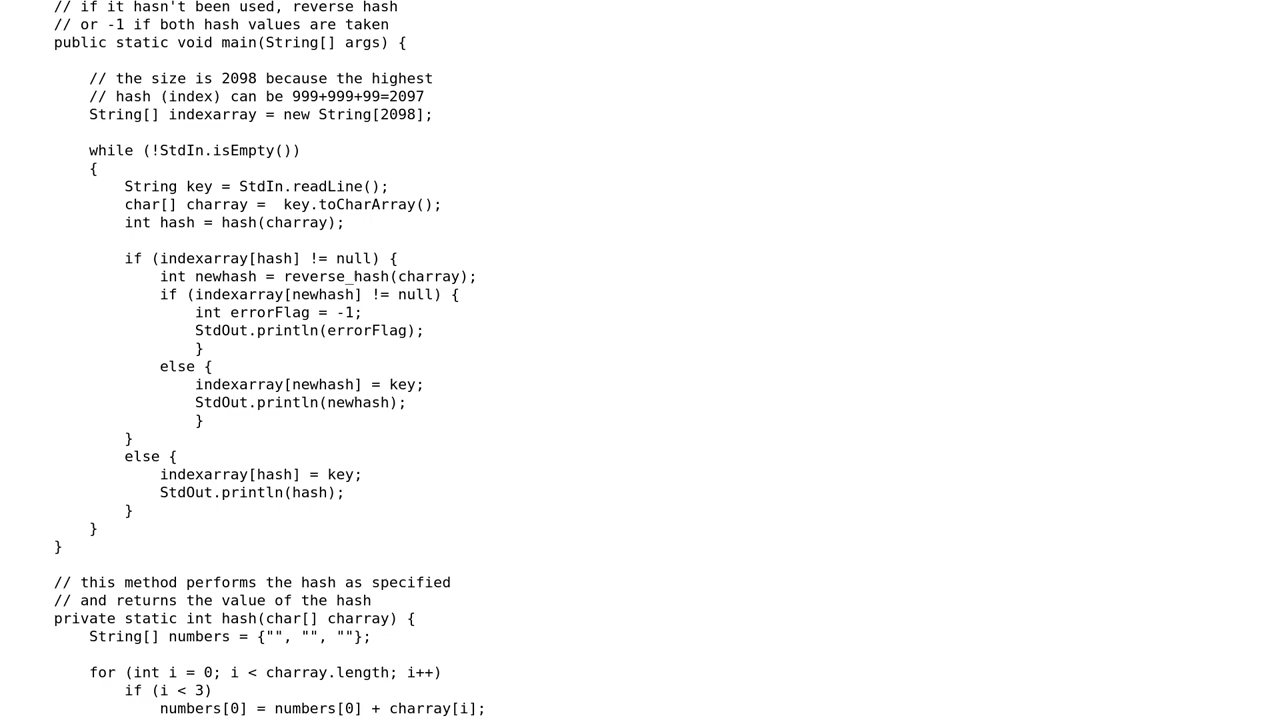 // if it hasn't been used, reverse hash
// or -1 if both hash values are taken
public static void main(String[] args) {
// the size is 2098 because the highest
// hash (index) can be 999+999+99=2097
String[] indexarray = new String[2098];
while (!StdIn.isEmpty())
{
String key = StdIn.readLine();
char[] charray =  key.toCharArray();
int hash = hash(charray);
if (indexarray[hash] != null) {
int newhash = reverse_hash(charray);
if (indexarray[newhash] != null) {
int errorFlag = -1;
StdOut.println(errorFlag);
}
else {
indexarray[newhash] = key;
StdOut.println(newhash);
}
}
else {
indexarray[hash] = key;
StdOut.println(hash);
}
}
}
// this method performs the hash as specified
// and returns the value of the hash
private static int hash(char[] charray) {
String[] numbers = {"", "", ""};
for (int i = 0; i < charray.length; i++)
if (i < 3)
numbers[0] = numbers[0] + charray[i];